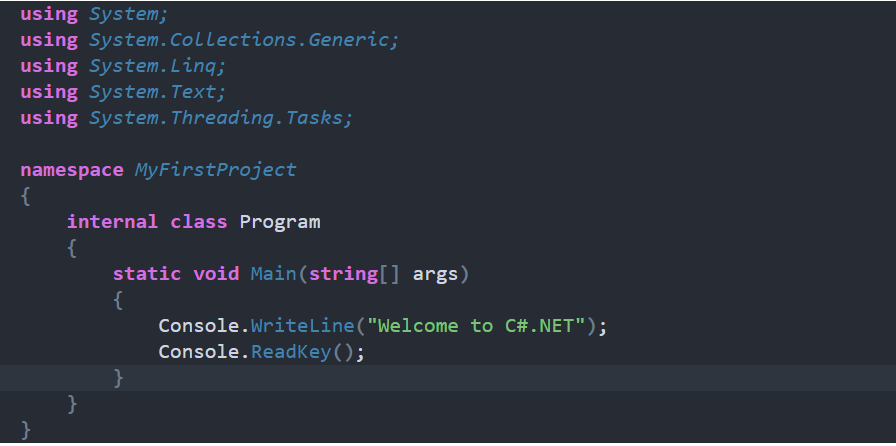 using System;
using System.Collections.Generic;
using System.Linq;
using System.Text;
using System.Threading.Tasks;

namespace MyFirstProject
{
    internal class Program
    {
        static void Main(string[] args)
        {
            Console.WriteLine("Welcome to C#.NET");
            Console.ReadKey();
        }
    }
}